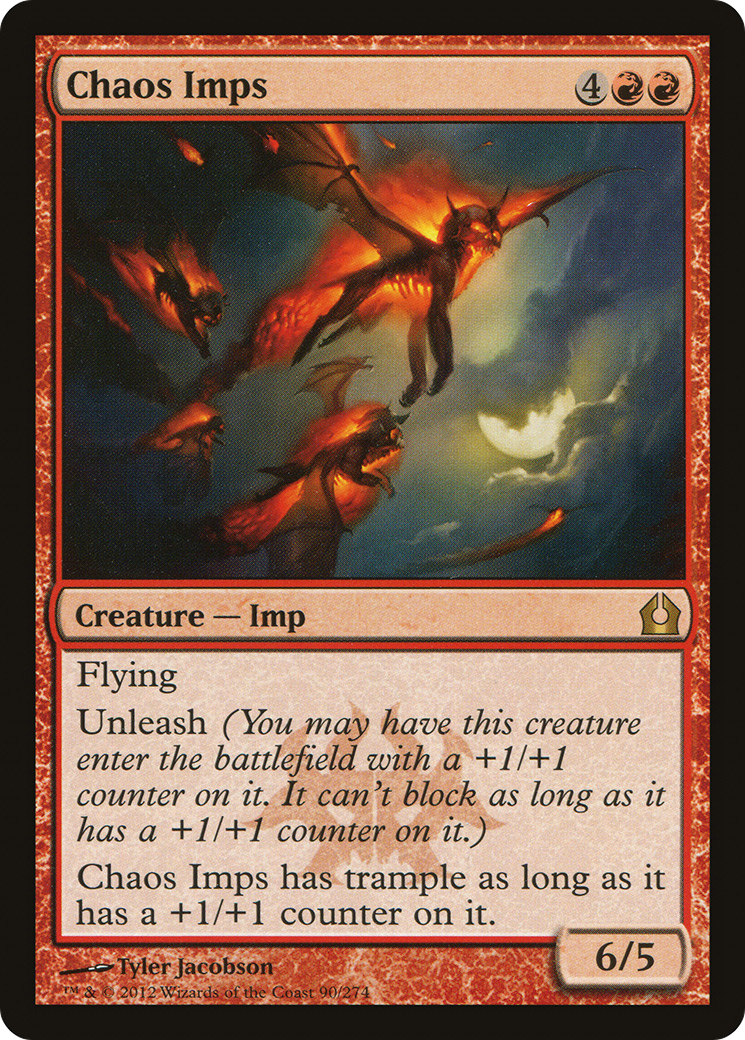 Chaos Imps 4
Creature — Imp
Flying
Unleash (You may have this creature
enter the battlefield with a +1/+1
counter on it. It can't block as long as it
has a +1/+1 counter on it.)
Chaos Imps has trample as long as it
has a +1/+1 counter on it.
6/5
Tyler Jacobson
™ & © 2012 Wizards of the Coast 90/274